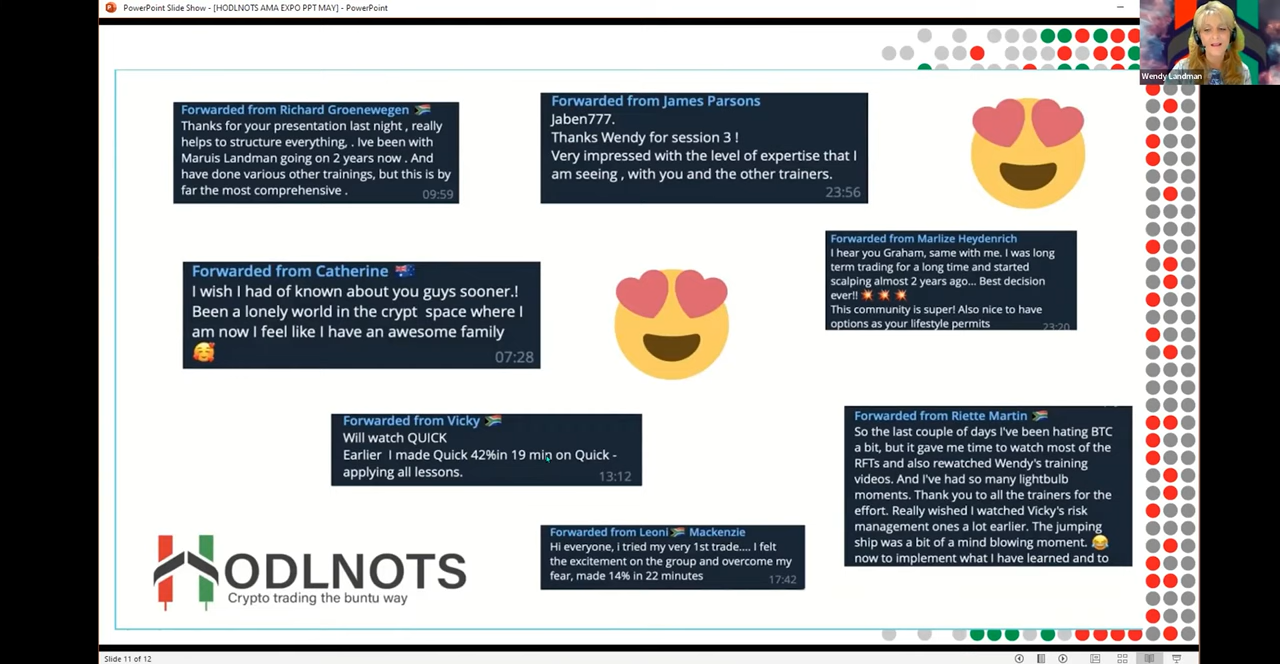 PowerPoint Slide Show - [HODLNOTS AMA EXPO PPT MAY] - PowerPoint
Wendy Landman
Forwarded from Richard Groenewegen
Thanks for your presentation last night , really
helps to structure everything, . Ive been with
Maruis Landman going on 2 years now . And
have done various other trainings, but this is by
far the most comprehensive .
09:59
Forwarded from James Parsons
Jaben777.
Thanks Wendy for session 3 !
Very impressed with the level of expertise that I
am seeing , with you and the other trainers.
23:56
Forwarded from Marlize Heydenrich
I hear you Graham, same with me. I was long
term trading for a long time and started
scalping almost 2 years ago... Best decision
ever!!
This community is super! Also nice to have
options as your lifestyle permits
23:20
Forwarded from Catherine
I wish I had of known about you guys sooner.!
Been a lonely world in the crypt space where I
am now I feel like I have an awesome family
07:28
Forwarded from Vicky
Will watch QUICK
Earlier I made Quick 42%in 19 min on Quick -
applying all lessons.
13:12
Forwarded from Riette Martin
So the last couple of days I've been hating BTC
a bit, but it gave me time to watch most of the
RFTs and also rewatched Wendy's training
videos. And I've had so many lightbulb
moments. Thank you to all the trainers for the
effort. Really wished I watched Vicky's risk
management ones a lot earlier. The jumping
ship was a bit of a mind blowing moment.
now to implement what I have learned and to
Forwarded from Leoni Mackenzie
Hi everyone, i tried my very 1st trade.... I felt
the excitement on the group and overcome my
fear, made 14% in 22 minutes
17:42
HODLNOTS
Crypto trading the buntu way
Slide 11 of 12